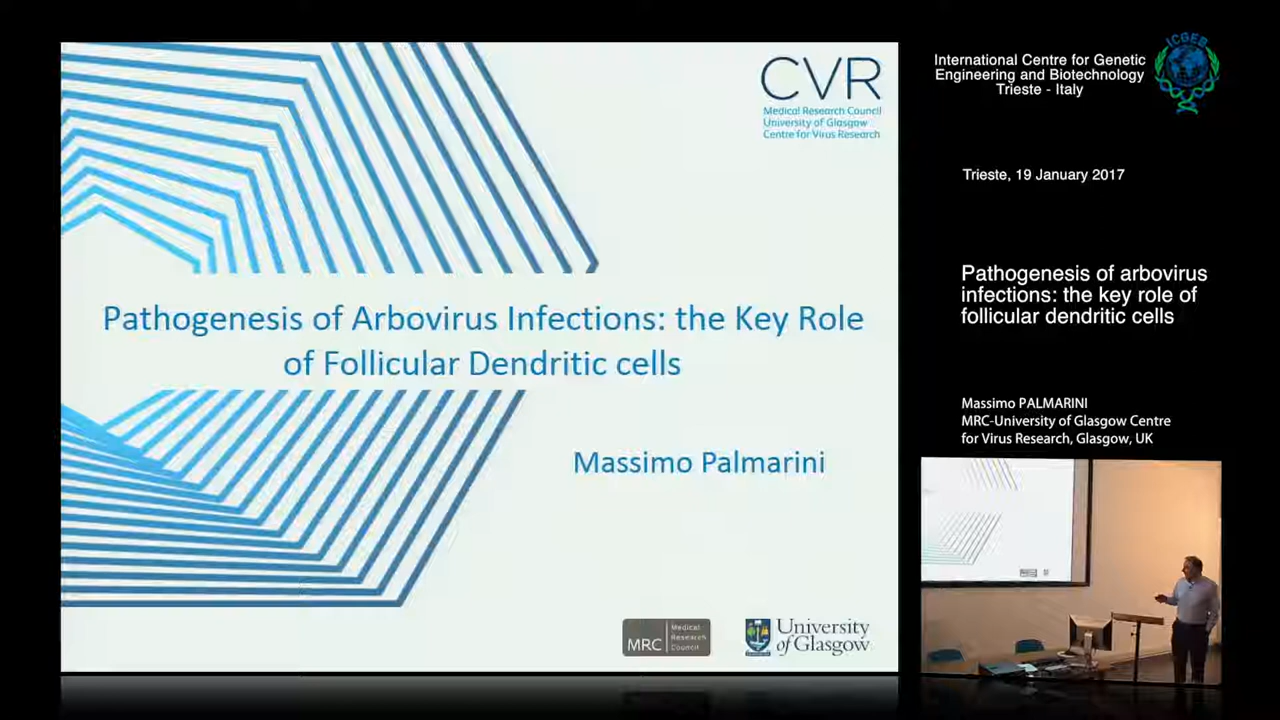 CVR
Medical Research Council
University of Glasgow
Centre for Virus Research
Pathogenesis of Arbovirus Infections: the Key Role
of Follicular Dendritic cells
Massimo Palmarini
MRC
Medical
Research
Council
University
of Glasgow
International Centre for Genetic
Engineering and Biotechnology
Trieste - Italy
ICGEB
Trieste, 19 January 2017
Pathogenesis of arbovirus
infections: the key role of
follicular dendritic cells
Massimo PALMARINI
MRC-University of Glasgow Centre
for Virus Research, Glasgow, UK